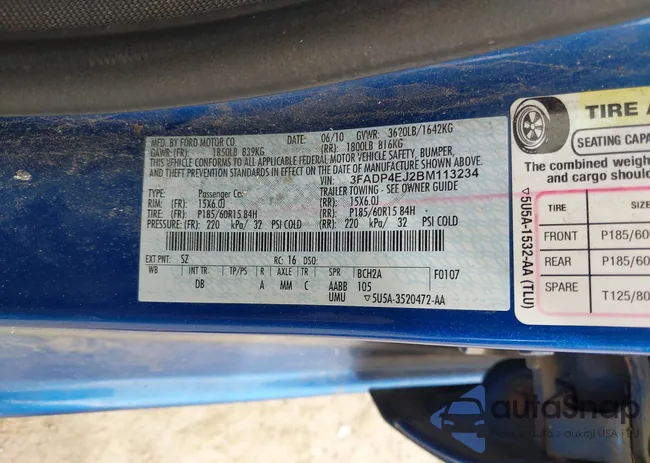 MFD. BY FORD MOTOR CO. DATE: 06/10 GVWR: 3620LB/1642KG
GAWR: (FR): 1850LB 839KG (RR): 1800LB 816KG
THIS VEHICLE CONFORMS TO ALL APPLICABLE FEDERAL MOTOR VEHICLE SAFETY, BUMPER,
AND THEFT PREVENTION STANDARDS IN EFFECT ON THE DATE OF MANUFACTURE SHOWN ABOVE.
VIN: 3FADP4EJ2BM113234
TYPE: Passenger Car TRAILER TOWING - SEE OWNER GUIDE
RIM: (FR): 15X6.0J (RR): 15X6.0J
TIRE: (FR): P185/60R15 84H (RR): P185/60R15 84H
PRESSURE: (FR): 220 kPa/ 32 PSI COLD (RR): 220 kPa/ 32 PSI COLD
EXT PNT: SZ RC: 16 DSO:
WB INT TR TP/PS R AXLE TR SPR BCH2A F0107
DB A MM C AABB 105
UMU ▽5U5A-3520472-AA
▽5U5A-1532-AA (TLU)
TIRE A
SEATING CAPA
The combined weigh
and cargo shoul
TIRE SIZE
FRONT P185/60
REAR P185/60
SPARE T125/80
autoSnap